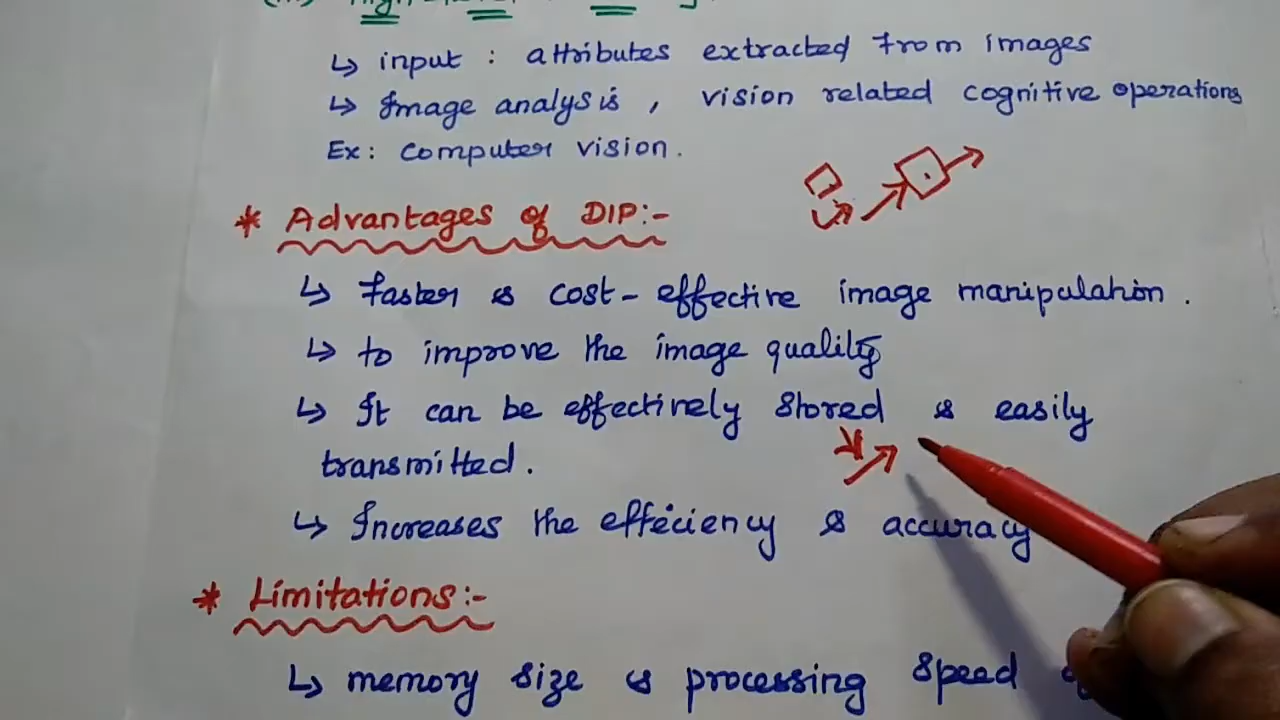 ↳ input : attributes extracted from images
↳ Image analysis , vision related cognitive operations
Ex: computer vision.
* Advantages of DIP:-
↳ Faster & cost-effective image manipulation.
↳ to improve the image quality
↳ It can be effectively stored & easily
transmitted.
↳ Increases the efféciency & accuracy
* Limitations:-
↳ memory size & processing speed